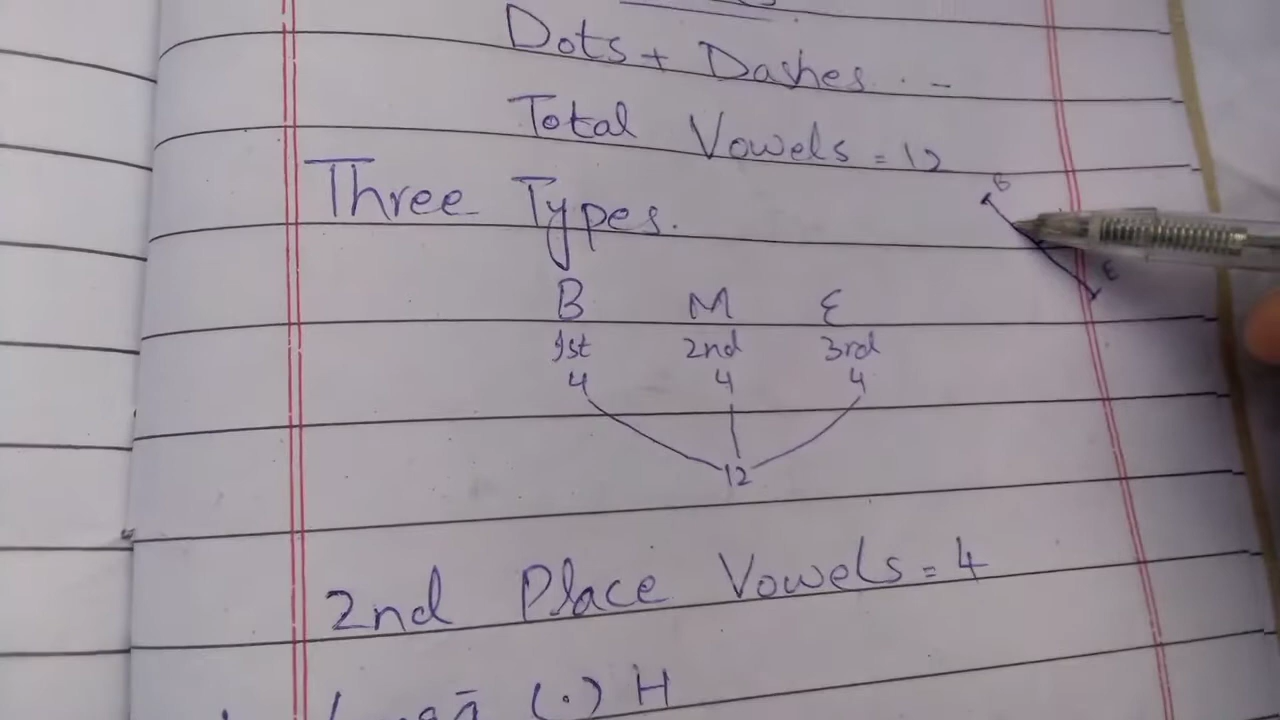 Dots + Dashes . -
Total Vowels = 12
Three Types.
B
E
B M E
1st 2nd 3rd
4 4 4
12
2nd Place Vowels = 4
(.) H